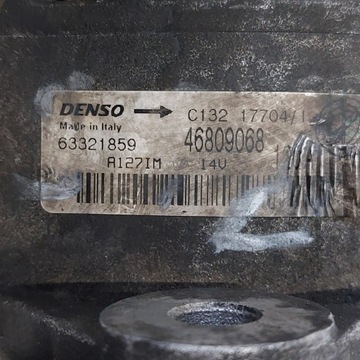 DENSO C132 17704/1
Made in Italy
63321859 46809068
A127IM 14V